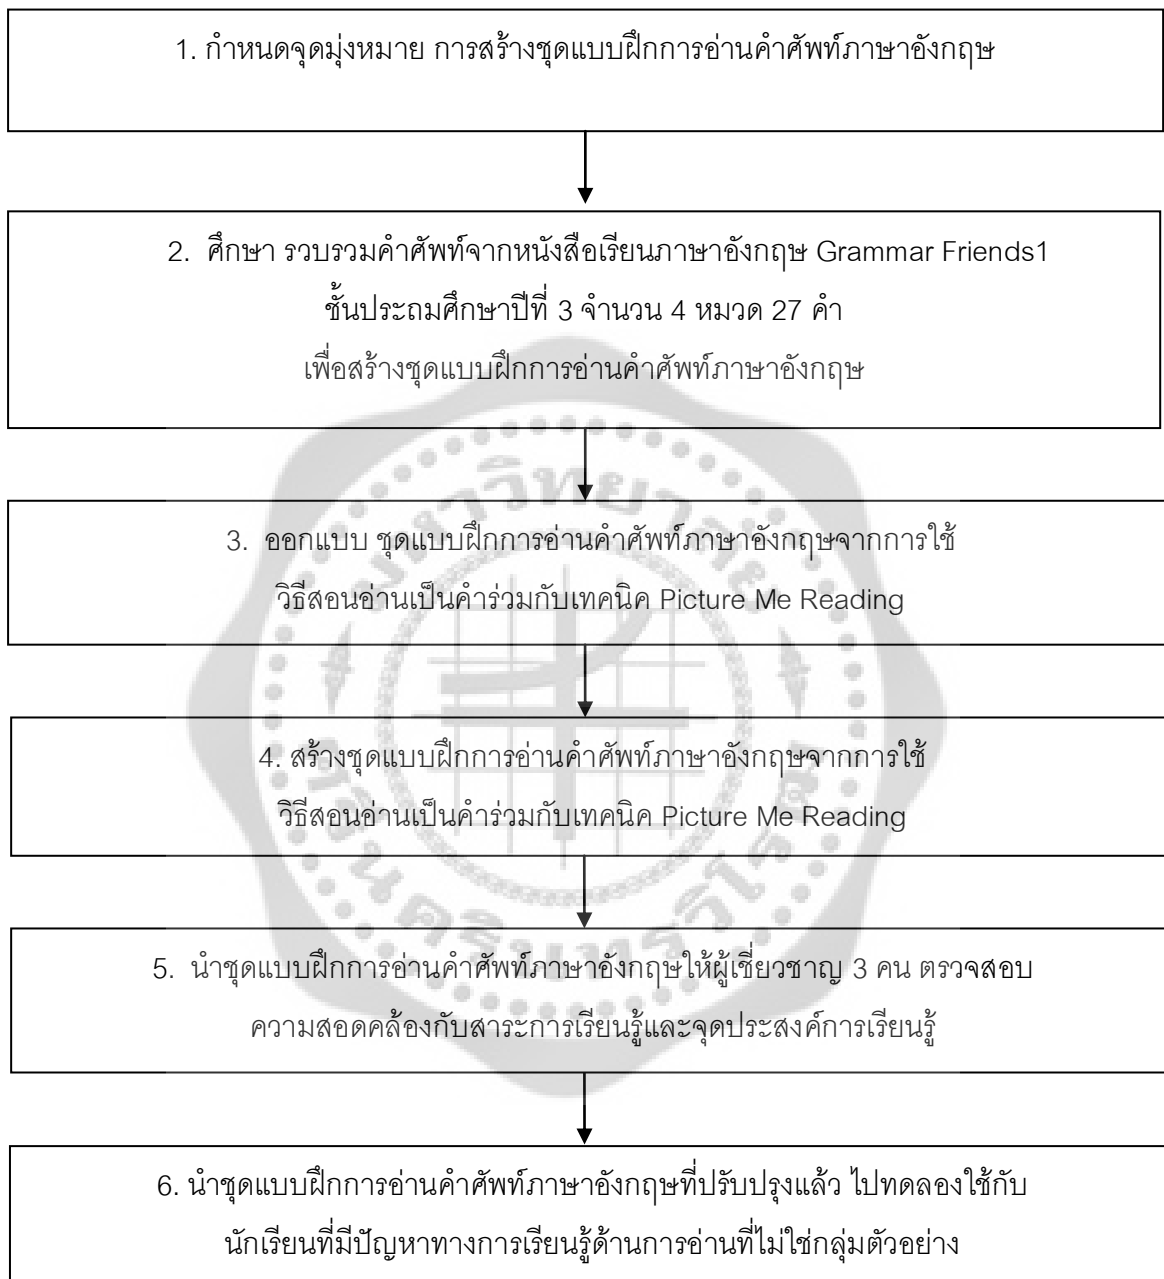 1. กำหนดจุดมุ่งหมาย การสร้างชุดแบบฝึกการอ่านคำศัพท์ภาษาอังกฤษ
2. ศึกษา รวบรวมคำศัพท์จากหนังสือเรียนภาษาอังกฤษ Grammar Friends1
ชั้นประถมศึกษาปีที่ 3 จำนวน 4 หมวด 27 คำ
เพื่อสร้างชุดแบบฝึกการอ่านคำศัพท์ภาษาอังกฤษ
มหาวิทยาลัย
3. ออกแบบ ชุดแบบฝึกการอ่านคำศัพท์ภาษาอังกฤษจากการใช้
วิธีสอนอ่านเป็นคำร่วมกับเทคนิค Picture Me Reading
4. สร้างชุดแบบฝึกการอ่านคำศัพท์ภาษาอังกฤษจากการใช้
วิธีสอนอ่านเป็นคำร่วมกับเทคนิค Picture Me Reading
ศรีนครินทรวิโรฒ
5. นำชุดแบบฝึกการอ่านคำศัพท์ภาษาอังกฤษให้ผู้เชี่ยวชาญ 3 คน ตรวจสอบ
ความสอดคล้องกับสาระการเรียนรู้และจุดประสงค์การเรียนรู้
6. นำชุดแบบฝึกการอ่านคำศัพท์ภาษาอังกฤษที่ปรับปรุงแล้ว ไปทดลองใช้กับ
นักเรียนที่มีปัญหาทางการเรียนรู้ด้านการอ่านที่ไม่ใช่กลุ่มตัวอย่าง